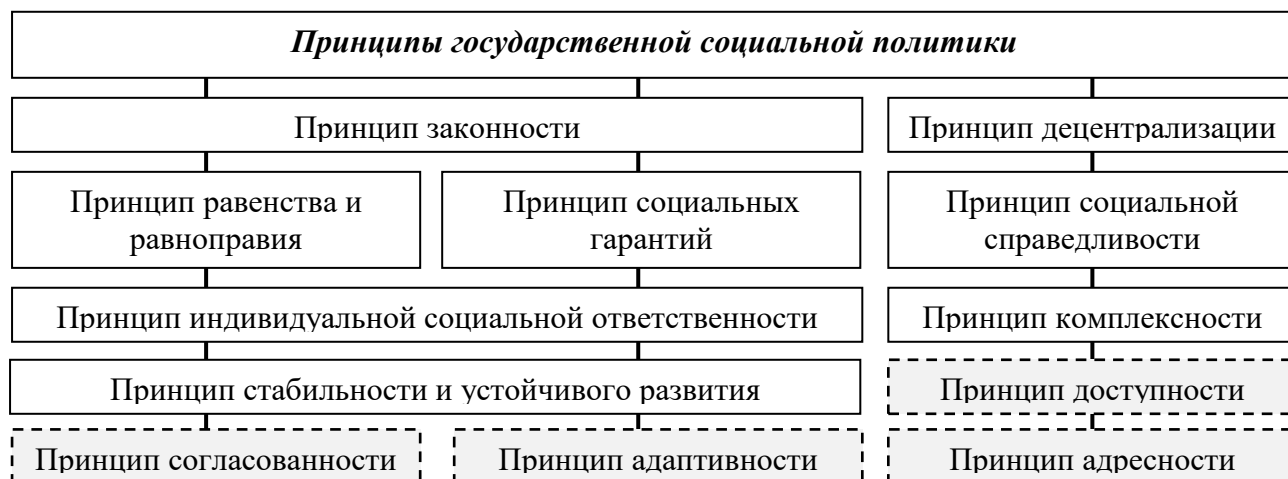 Принципы государственной социальной политики
Принцип законности
Принцип децентрализации
Принцип равенства и
равноправия
Принцип социальных
гарантий
Принцип социальной
справедливости
Принцип индивидуальной социальной ответственности
Принцип комплексности
Принцип стабильности и устойчивого развития
Принцип доступности
Принцип согласованности
Принцип адаптивности
Принцип адресности